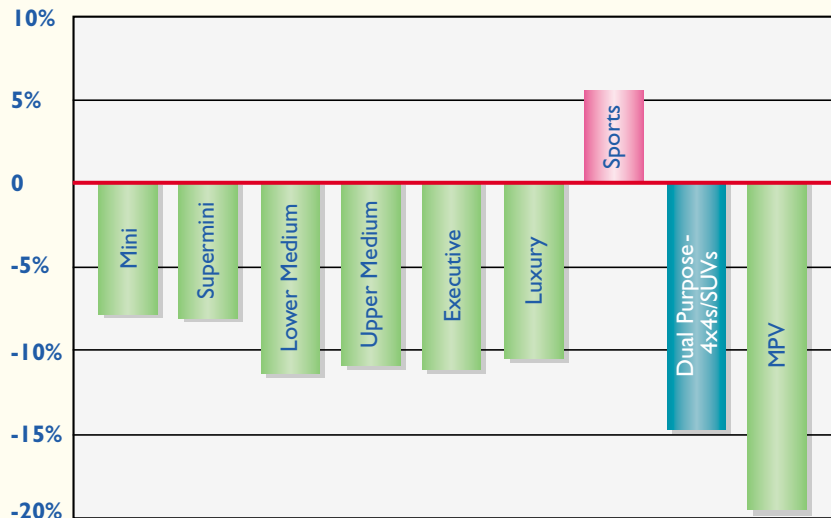 10%
5%
0
-5%
-10%
-15%
-20%
Mini
Supermini
Lower Medium
Upper Medium
Executive
Luxury
Sports
Dual Purpose -
4x4s/SUVs
MPV